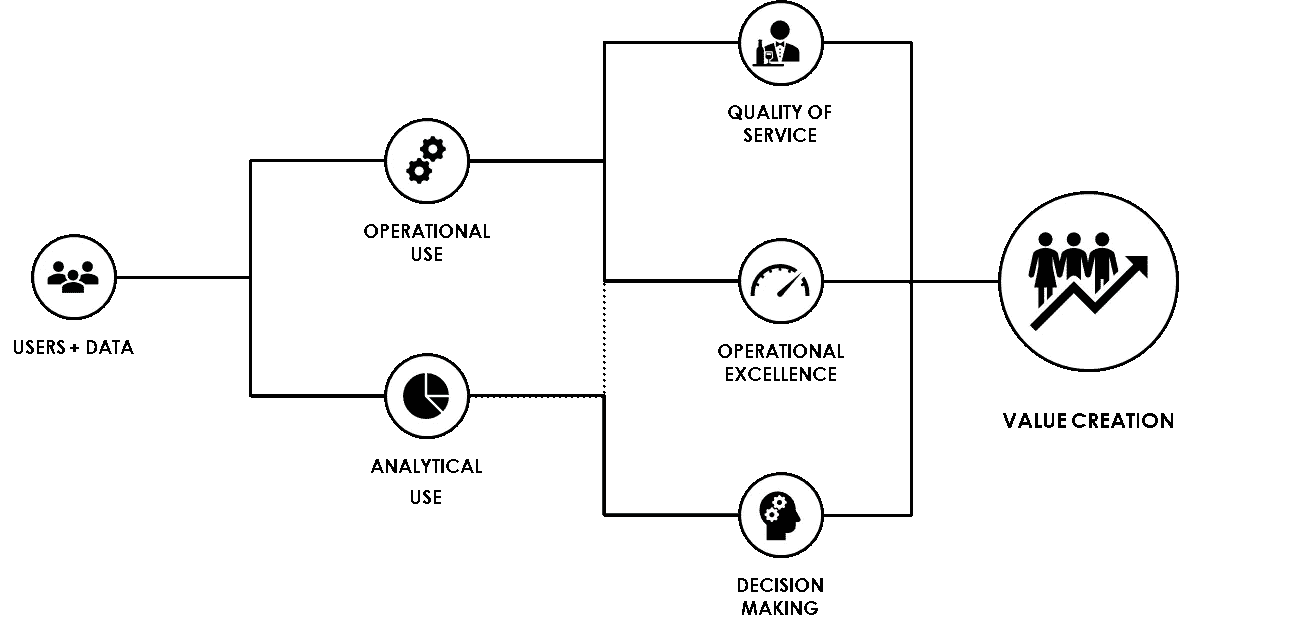 QUALITY OF
SERVICE
OPERATIONAL
USE
USERS + DATA
OPERATIONAL
EXCELLENCE
VALUE CREATION
ANALYTICAL
USE
DECISION
MAKING